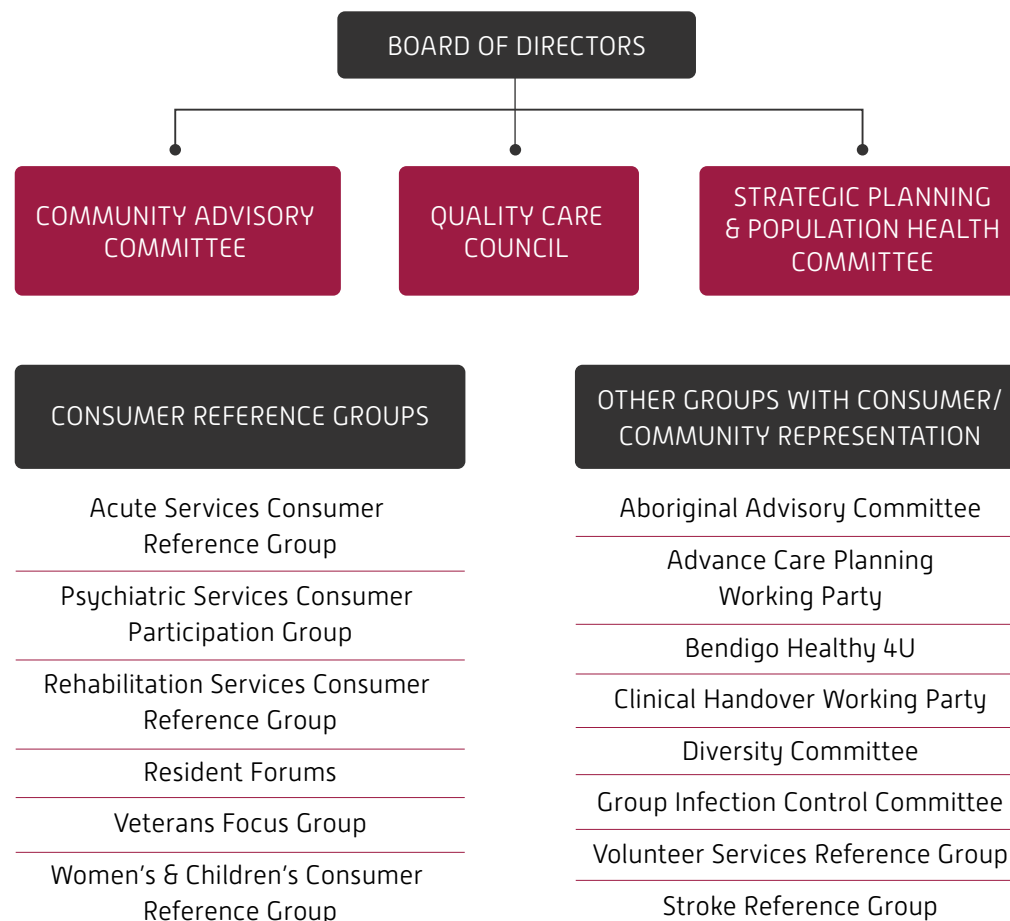 BOARD OF DIRECTORS
COMMUNITY ADVISORY
COMMITTEE
QUALITY CARE
COUNCIL
STRATEGIC PLANNING
& POPULATION HEALTH
COMMITTEE
CONSUMER REFERENCE GROUPS
Acute Services Consumer
Reference Group
Psychiatric Services Consumer
Participation Group
Rehabilitation Services Consumer
Reference Group
Resident Forums
Veterans Focus Group
Women's & Children's Consumer
Reference Group
OTHER GROUPS WITH CONSUMER/
COMMUNITY REPRESENTATION
Aboriginal Advisory Committee
Advance Care Planning
Working Party
Bendigo Healthy 4U
Clinical Handover Working Party
Diversity Committee
Group Infection Control Committee
Volunteer Services Reference Group
Stroke Reference Group